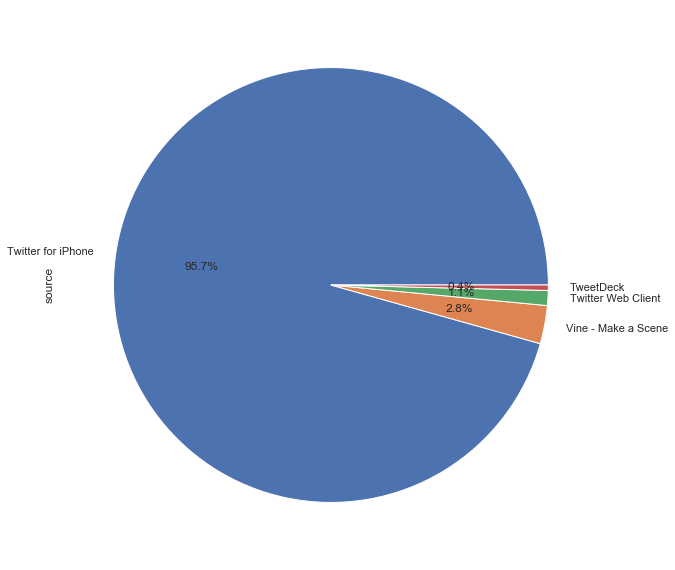 Twitter for iPhone
source
95.7%
0.4%
1.1%
2.8%
TweetDeck
Twitter Web Client
Vine - Make a Scene